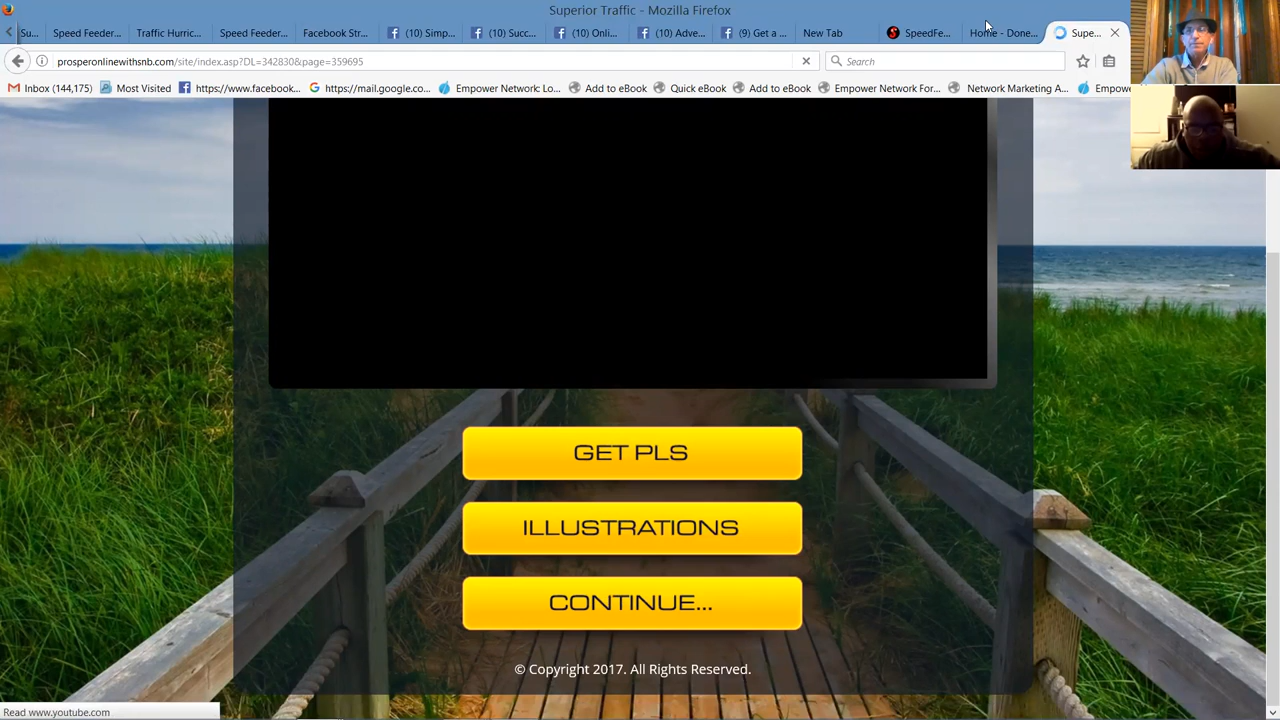 Superior Traffic - Mozilla Firefox
Su...
Speed Feeder...
Traffic Hurric...
Speed Feeder...
Facebook Str...
(10) Simp...
(10) Succ...
(10) Onli...
(10) Adve...
(9) Get a ...
New Tab
SpeedFe...
Home - Done...
Supe...
prosperonlinewithsnb.com/site/index.asp?DL=342830&page=359695
Search
Inbox (144,175)
Most Visited
https://www.facebook...
https://mail.google.co...
Empower Network: Lo...
Add to eBook
Quick eBook
Add to eBook
Empower Network For...
Network Marketing A...
Empowe
GET PLS
ILLUSTRATIONS
CONTINUE...
© Copyright 2017. All Rights Reserved.
Read www.youtube.com